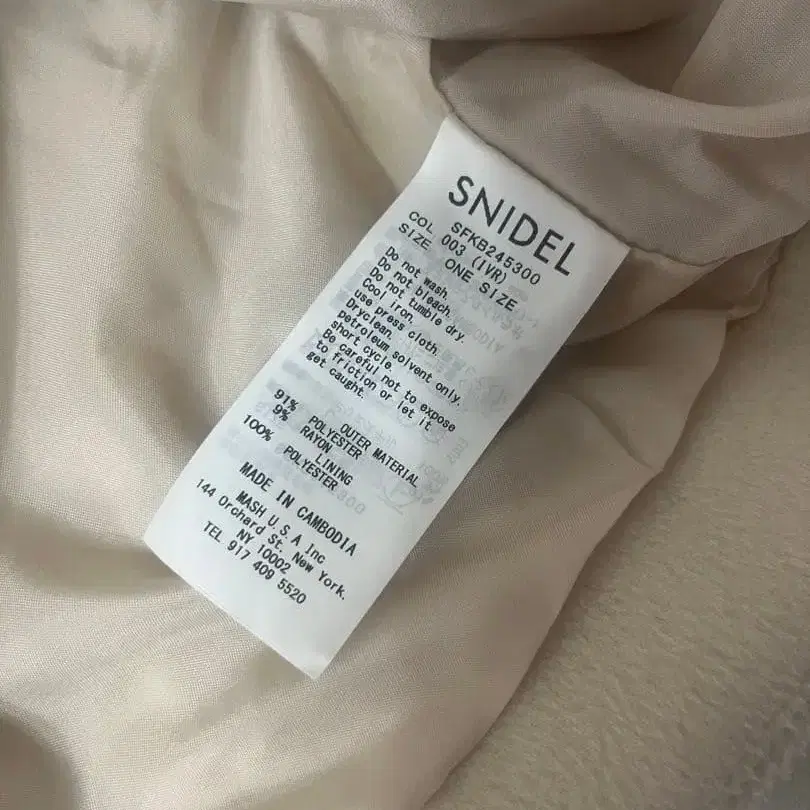 SNIDEL
SFKB245300
COL 003 (IVR)
SIZE ONE SIZE
Do not wash.
Do not bleach.
Do not tumble dry.
Cool iron.
use press cloth.
Dryclean.
petroleum solvent only.
short cycle.
Be careful not to expose
to friction or let it
get caught.
OUTER MATERIAL
91% POLYESTER
9% RAYON
LINING
100% POLYESTER
MADE IN CAMBODIA
MASH U.S.A Inc
144 Orchard St. New York.
NY 10002
TEL 917 409 5520